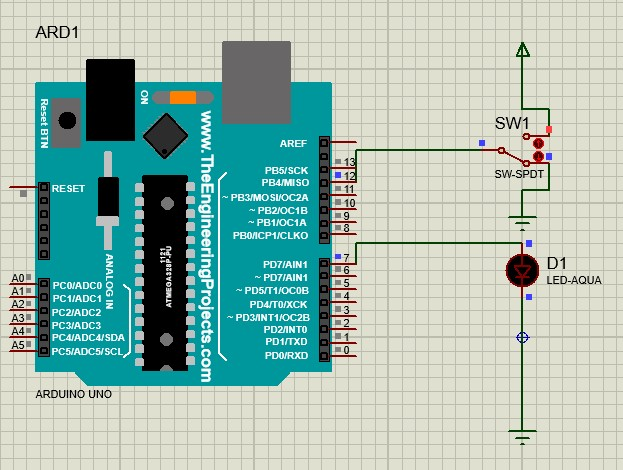 ARD1
Reset BTN
ON
www.TheEngineeringProjects.com
RESET
AREF
PB5/SCK 13
PB4/MISO 12
~ PB3/MOSI/OC2A 11
~ PB2/OC1B 10
~ PB1/OC1A 9
PB0/ICP1/CLKO 8
PD7/AIN1 7
~ PD7/AIN1 6
~ PD5/T1/OC0B 5
PD4/T0/XCK 4
~ PD3/INT1/OC2B 3
PD2/INT0 2
PD1/TXD 1
PD0/RXD 0
1121
ATMEGA328P-PU
ANALOG IN
A0 PC0/ADC0
A1 PC1/ADC1
A2 PC2/ADC2
A3 PC3/ADC3
A4 PC4/ADC4/SDA
A5 PC5/ADC5/SCL
ARDUINO UNO
SW1
SW-SPDT
D1
LED-AQUA